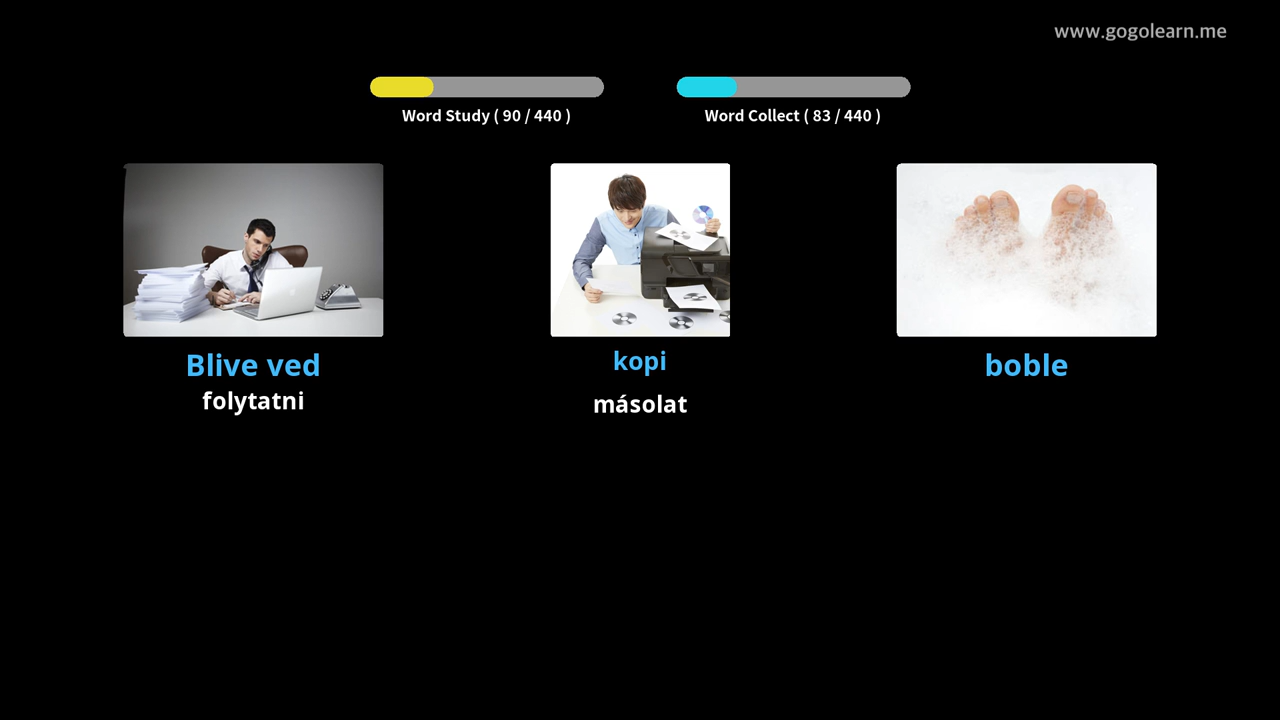 www.gogolearn.me
Word Study ( 90 / 440 )
Word Collect ( 83 / 440 )
Blive ved
folytatni
kopi
másolat
boble